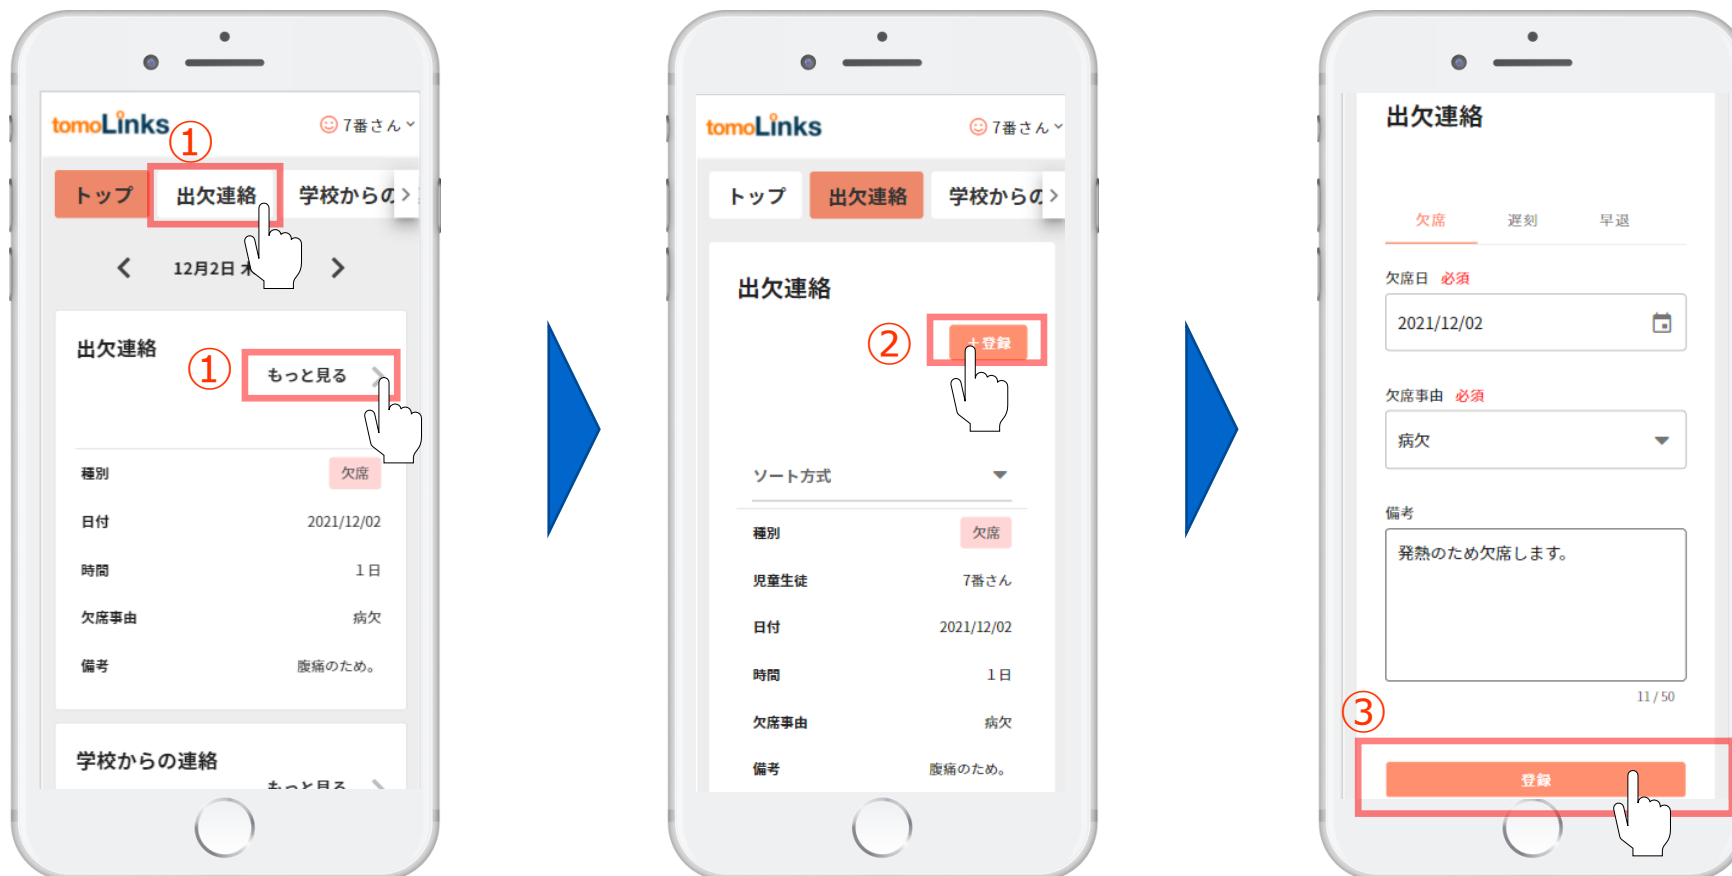 tomoLinks
7番さん
①
トップ
出欠連絡
学校からの
12月2日
出欠連絡
①
もっと見る
種別
欠席
日付
2021/12/02
時間
1日
欠席事由
病欠
備考
腹痛のため。
学校からの連絡
もっと見る
tomoLinks
7番さん
トップ
出欠連絡
学校からの
出欠連絡
②
+登録
ソート方式
種別
欠席
児童生徒
7番さん
日付
2021/12/02
時間
1日
欠席事由
病欠
備考
腹痛のため。
出欠連絡
欠席
遅刻
早退
欠席日 必須
2021/12/02
欠席事由 必須
病欠
備考
発熱のため欠席します。
11/50
③
登録